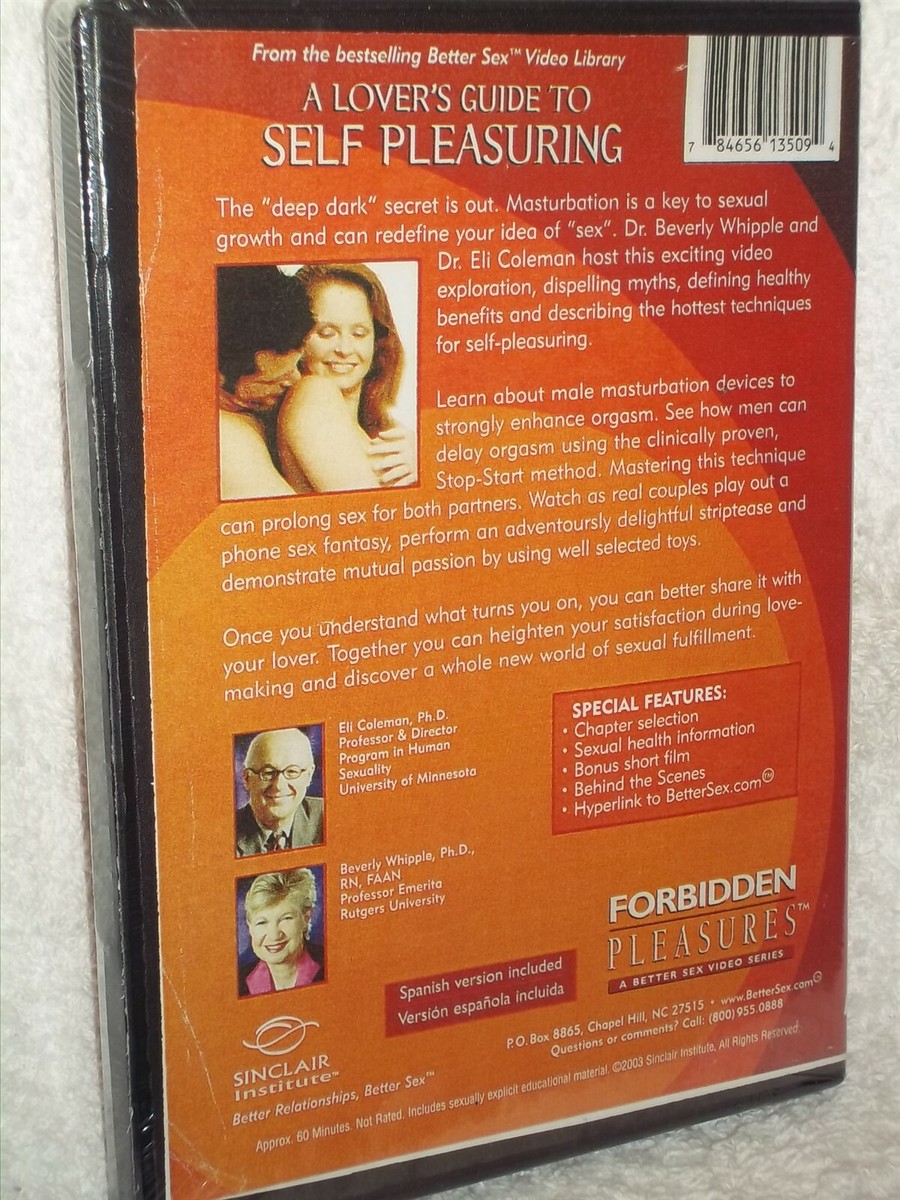 From the bestselling Better Sex™ Video Library
A LOVER'S GUIDE TO
SELF PLEASURING
7 84656 13509 4
The "deep dark" secret is out. Masturbation is a key to sexual
growth and can redefine your idea of "sex". Dr. Beverly Whipple and
Dr. Eli Coleman host this exciting video
exploration, dispelling myths, defining healthy
benefits and describing the hottest techniques
for self-pleasuring.
Learn about male masturbation devices to
strongly enhance orgasm. See how men can
delay orgasm using the clinically proven,
Stop-Start method. Mastering this technique
can prolong sex for both partners. Watch as real couples play out a
phone sex fantasy, perform an adventoursly delightful striptease and
demonstrate mutual passion by using well selected toys.
Once you understand what turns you on, you can better share it with
your lover. Together you can heighten your satisfaction during love-
making and discover a whole new world of sexual fulfillment.
Eli Coleman, Ph.D.
Professor & Director
Program in Human
Sexuality
University of Minnesota
SPECIAL FEATURES:
• Chapter selection
• Sexual health information
• Bonus short film
• Behind the Scenes
• Hyperlink to BetterSex.com℠
Beverly Whipple, Ph.D.,
RN, FAAN
Professor Emerita
Rutgers University
FORBIDDEN
PLEASURES™
A BETTER SEX VIDEO SERIES
Spanish version included
Versión española incluida
SINCLAIR
Institute™
Better Relationships, Better Sex™
P.O. Box 8865, Chapel Hill, NC 27515 • www.BetterSex.com℠
Questions or comments? Call: (800) 955.0888
Approx. 60 Minutes. Not Rated. Includes sexually explicit educational material. ©2003 Sinclair Institute. All Rights Reserved.